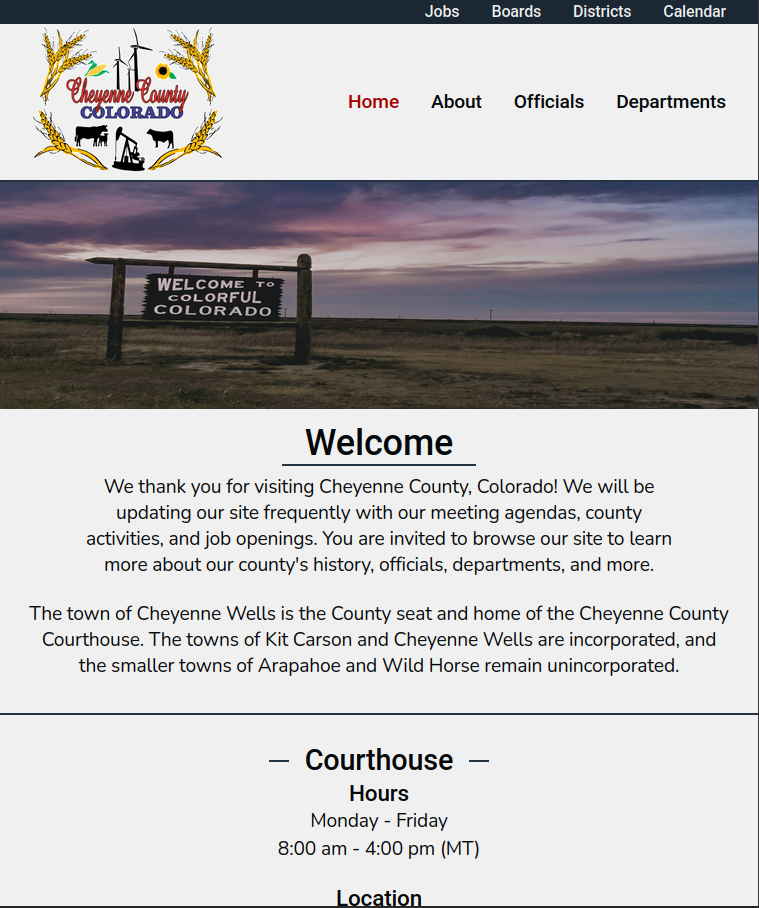 Jobs Boards Districts Calendar
Cheyenne County
COLORADO
Home About Officials Departments
WELCOME TO
COLORFUL
COLORADO
Welcome
We thank you for visiting Cheyenne County, Colorado! We will be
updating our site frequently with our meeting agendas, county
activities, and job openings. You are invited to browse our site to learn
more about our county's history, officials, departments, and more.
The town of Cheyenne Wells is the County seat and home of the Cheyenne County
Courthouse. The towns of Kit Carson and Cheyenne Wells are incorporated, and
the smaller towns of Arapahoe and Wild Horse remain unincorporated.
Courthouse
Hours
Monday - Friday
8:00 am - 4:00 pm (MT)
Location